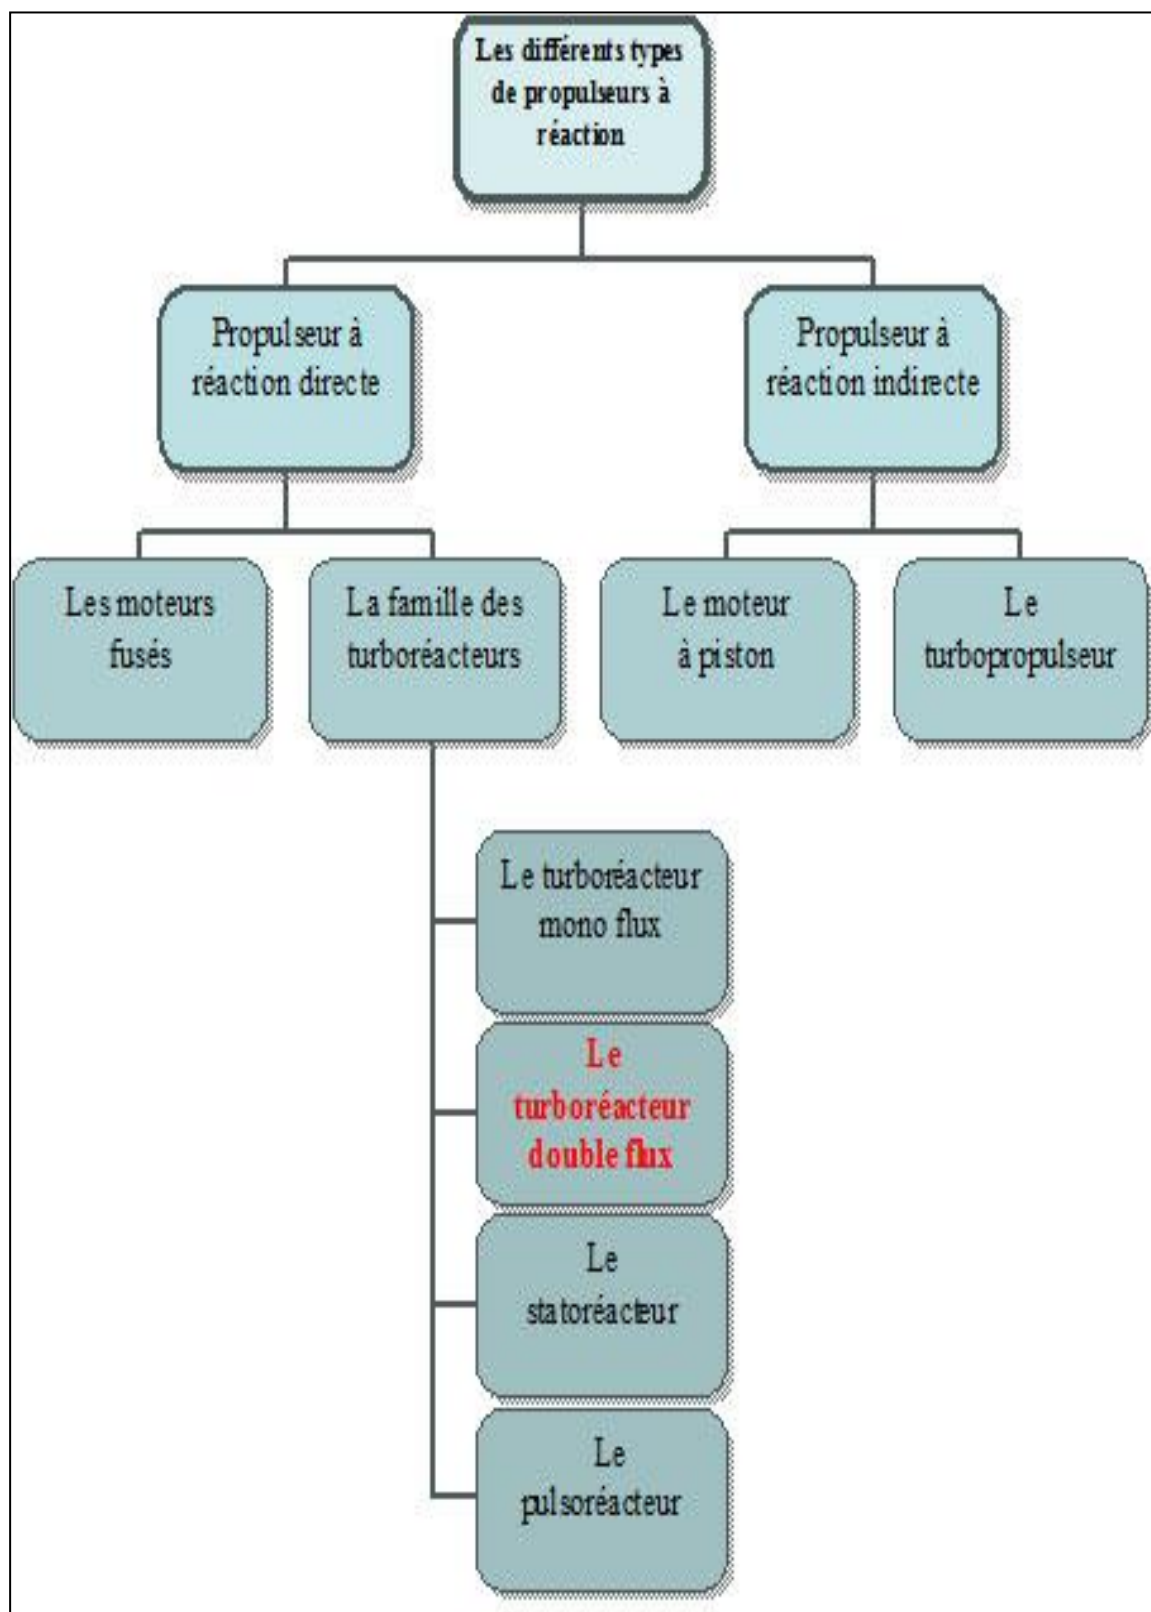 Les différents types
de propulseurs à
réaction
Propulseur à
réaction directe
Propulseur à
réaction indirecte
Les moteurs
fusés
La famille des
turboréacteurs
Le moteur
à piston
Le
turbopropulseur
Le turboréacteur
mono flux
Le
turboréacteur
double flux
Le
statoréacteur
Le
pulsoréacteur